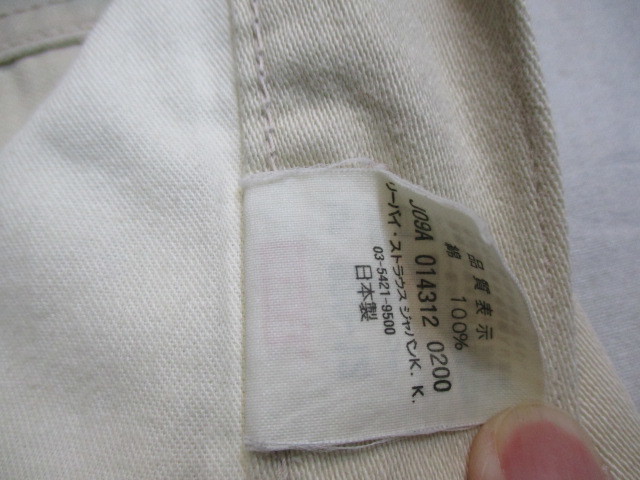 品質表示
綿 100%
J09A 014312 0200
リーバイ・ストラウス ジャパンK. K.
03-5421-9500
日本製